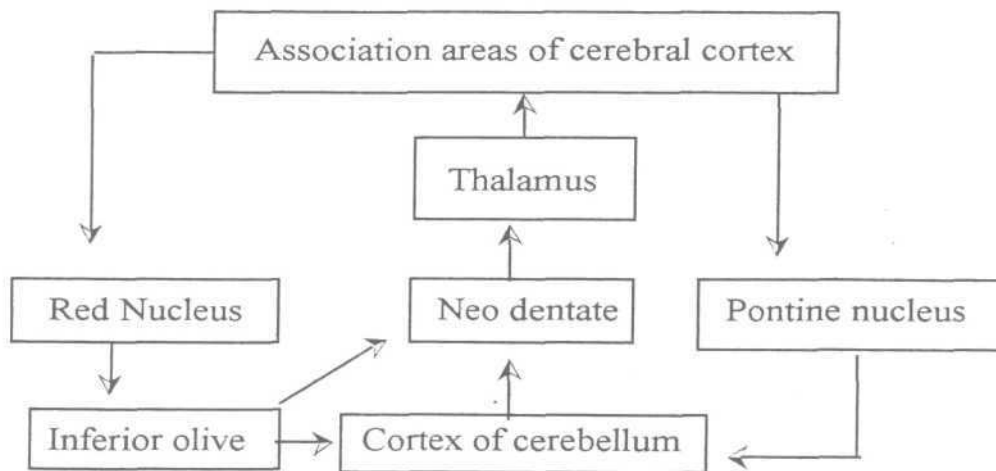 Association areas of cerebral cortex
Thalamus
Red Nucleus
Neo dentate
Pontine nucleus
Inferior olive
Cortex of cerebellum